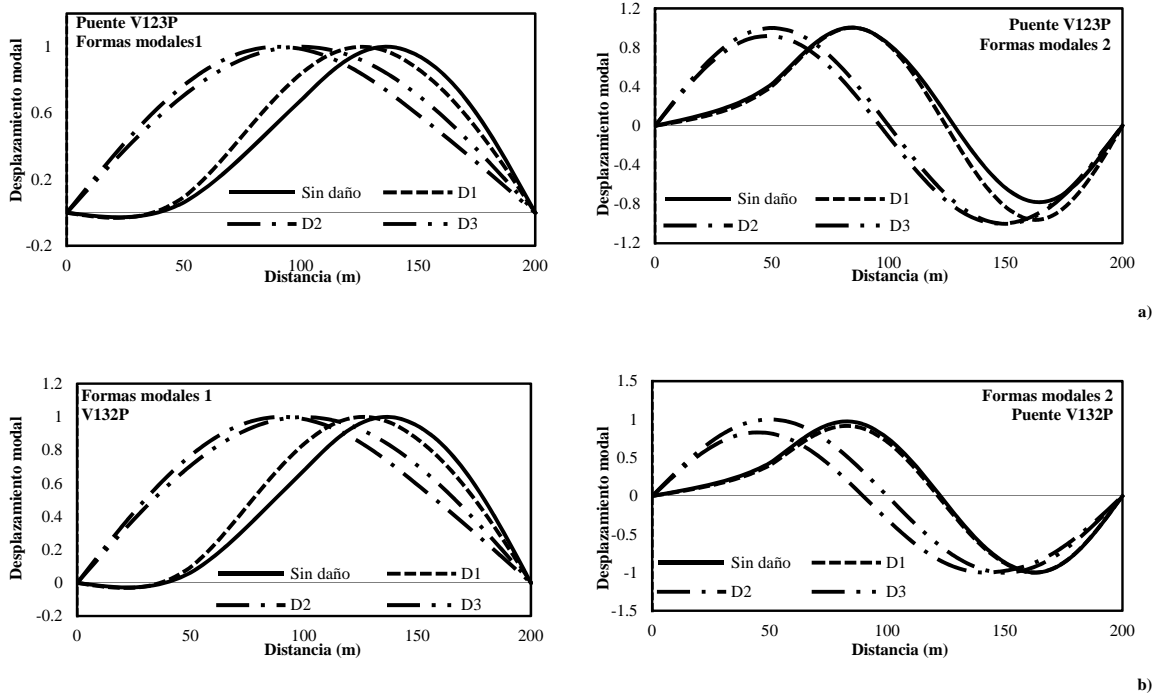 Puente V123P
Formas modales1
Desplazamiento modal
1
0.6
0.2
-0.2
Sin daño
D1
D2
D3
0 50 100 150 200
Distancia (m)
Puente V123P
Formas modales 2
Desplazamiento modal
1.2
0.8
0.4
0
-0.4
-0.8
-1.2
Sin daño
D1
D2
D3
0 50 100 150 200
Distancia (m)
a)
Formas modales 1
V132P
Desplazamiento modal
1.2
1
0.8
0.6
0.4
0.2
0
-0.2
Sin daño
D1
D2
D3
0 50 100 150 200
Distancia (m)
Formas modales 2
Puente V132P
Desplazamiento modal
1.5
1
0.5
0
-0.5
-1
-1.5
Sin daño
D1
D2
D3
0 50 100 150 200
Distancia (m)
b)